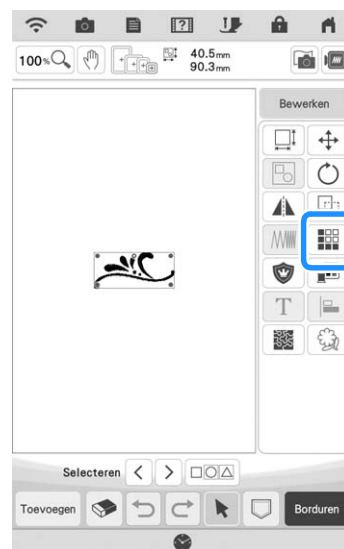 100%
40.5mm
90.3mm
Bewerken
T
Selecteren
Toevoegen
Borduren